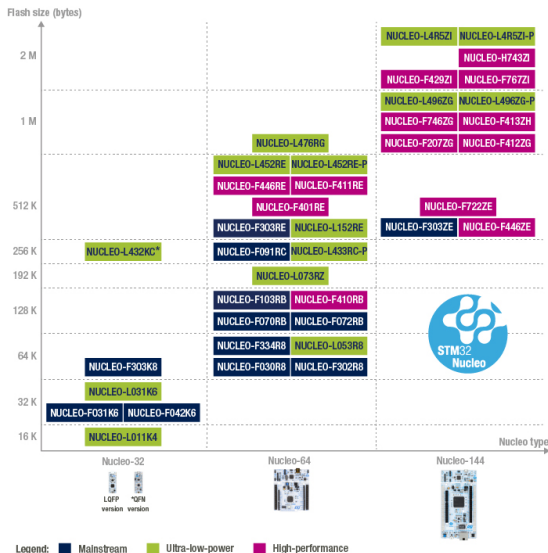 Flash size (bytes)
NUCLEO-L4R5ZI NUCLEO-L4R5ZI-P
2 M
NUCLEO-H743ZI
NUCLEO-F429ZI NUCLEO-F767ZI
NUCLEO-L496ZG NUCLEO-L496ZG-P
1 M
NUCLEO-F746ZG NUCLEO-F413ZH
NUCLEO-L476RG NUCLEO-F207ZG NUCLEO-F412ZG
NUCLEO-L452RE NUCLEO-L452RE-P
NUCLEO-F446RE NUCLEO-F411RE
512 K
NUCLEO-F401RE NUCLEO-F722ZE
NUCLEO-F303RE NUCLEO-L152RE NUCLEO-F303ZE NUCLEO-F446ZE
256 K NUCLEO-L432KC* NUCLEO-F091RC NUCLEO-L433RC-P
192 K NUCLEO-L073RZ
NUCLEO-F103RB NUCLEO-F410RB
128 K
NUCLEO-F070RB NUCLEO-F072RB
NUCLEO-F334R8 NUCLEO-L053R8
STM32
Nucleo
64 K
NUCLEO-F303K8 NUCLEO-F030R8 NUCLEO-F302R8
NUCLEO-L031K6
32 K
NUCLEO-F031K6 NUCLEO-F042K6
16 K NUCLEO-L011K4
Nucleo type
Nucleo-32 Nucleo-64 Nucleo-144
LQFP version
*QFN version
Legend: Mainstream Ultra-low-power High-performance